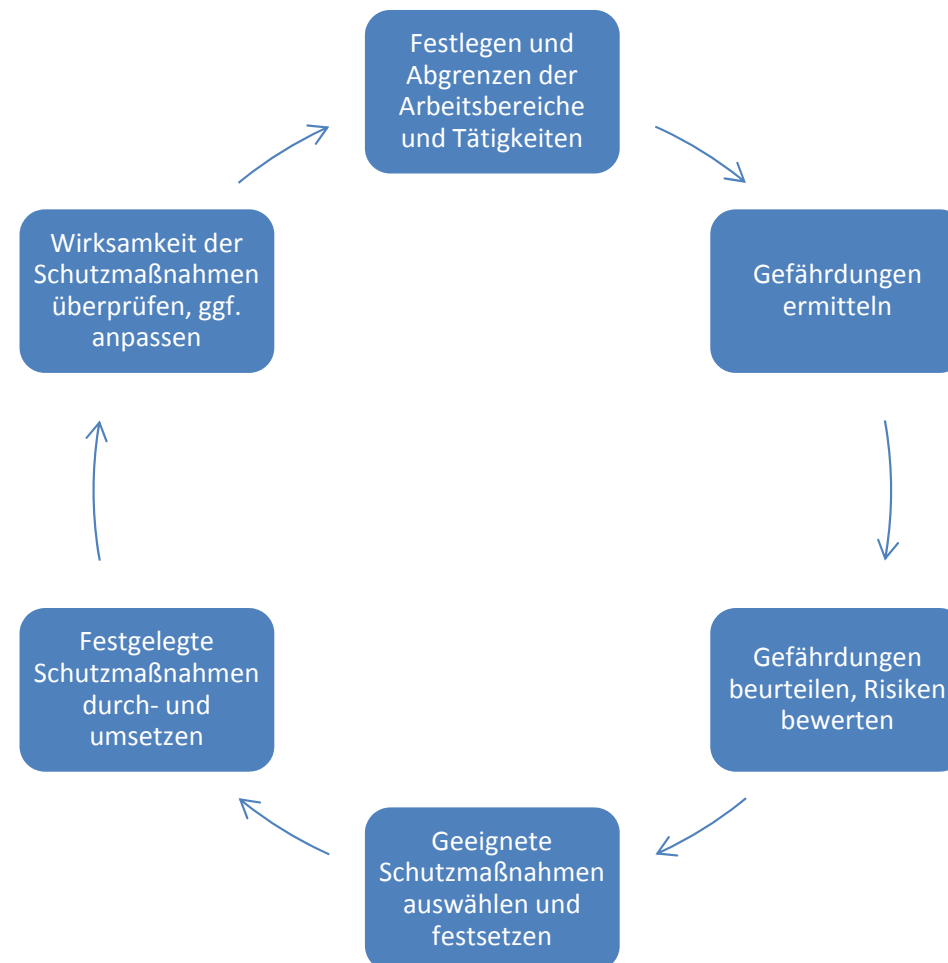 Festlegen und
Abgrenzen der
Arbeitsbereiche
und Tätigkeiten
Gefährdungen
ermitteln
Gefährdungen
beurteilen, Risiken
bewerten
Geeignete
Schutzmaßnahmen
auswählen und
festsetzen
Festgelegte
Schutzmaßnahmen
durch- und
umsetzen
Wirksamkeit der
Schutzmaßnahmen
überprüfen, ggf.
anpassen